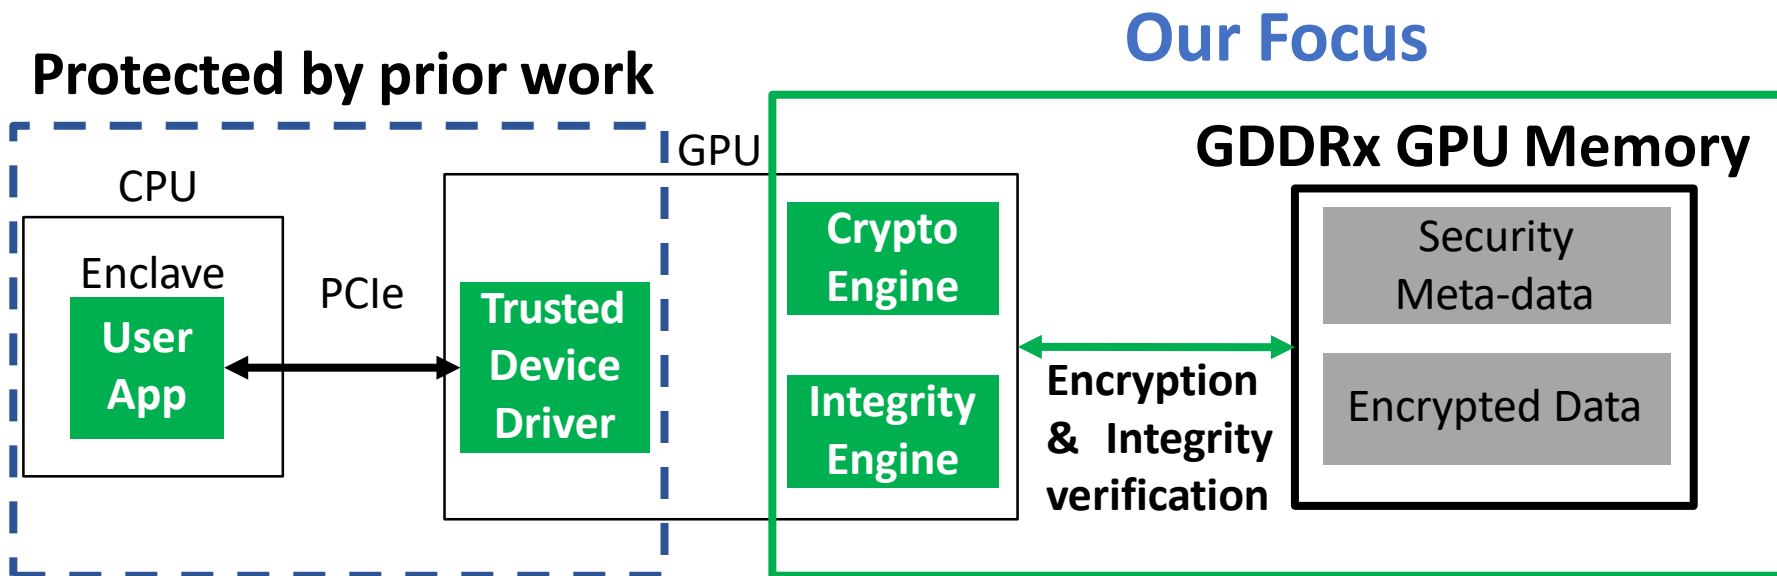 Our Focus
Protected by prior work
GPU
GDDRx GPU Memory
CPU
Enclave
User
App
PCIe
Trusted
Device
Driver
Crypto
Engine
Integrity
Engine
Encryption
& Integrity
verification
Security
Meta-data
Encrypted Data